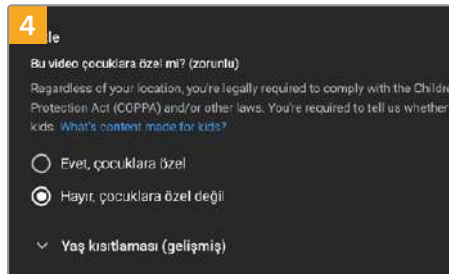 4
le
Bu video çocuklara özel mi? (zorunlu)
Regardless of your location, you're legally required to comply with the Childre
Protection Act (COPPA) and/or other laws. You're required to tell us whether
kids. What's content made for kids?
Evet, çocuklara özel
Hayır, çocuklara özel değil
Yaş kısıtlaması (gelişmiş)